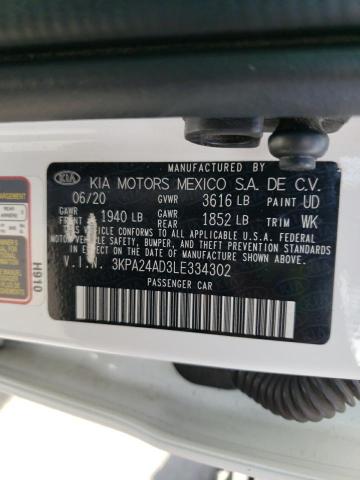 MANUFACTURED BY
KIA KIA MOTORS MEXICO S.A. DE C.V.
06/20 GVWR 3616 LB PAINT UD
GAWR FRONT 1940 LB GAWR REAR 1852 LB TRIM WK
THIS VEHICLE CONFORMS TO ALL APPLICABLE U.S.A. FEDERAL
MOTOR VEHICLE SAFETY, BUMPER, AND THEFT PREVENTION STANDARDS
IN EFFECT ON THE DATE OF MANUFACTURE SHOWN ABOVE.
V.I.N. 3KPA24AD3LE334302
PASSENGER CAR
H910